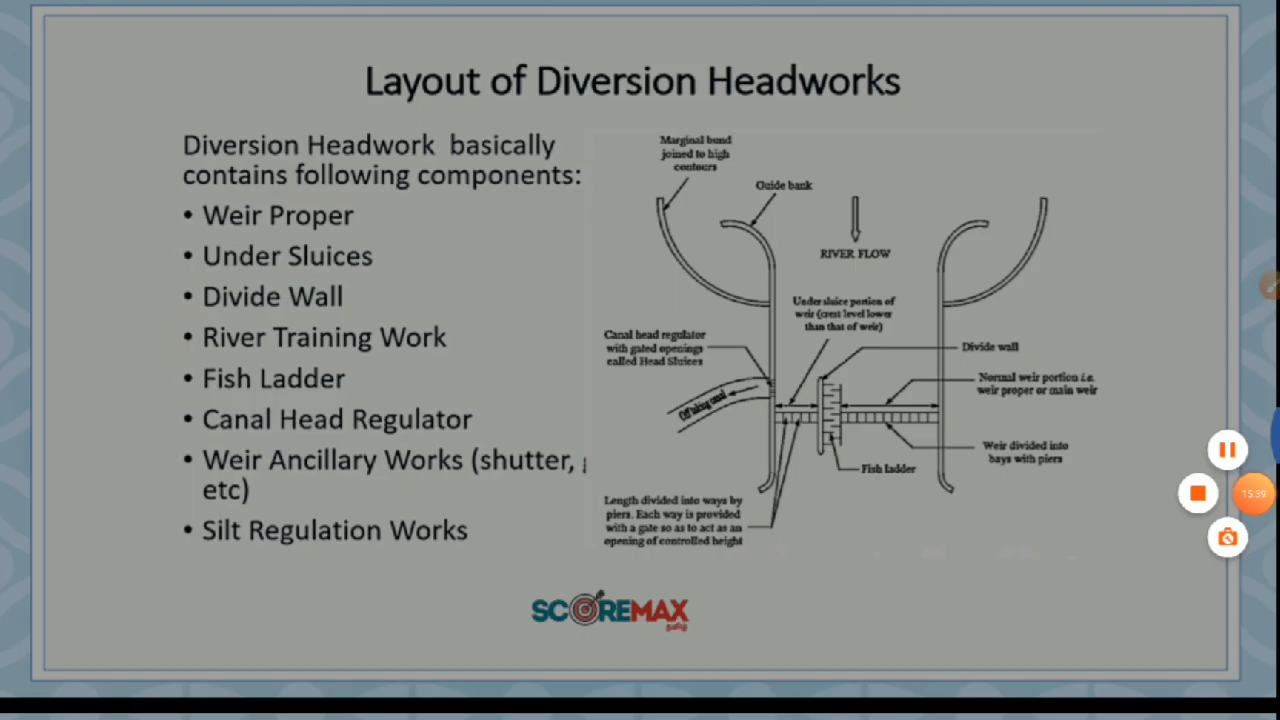 Layout of Diversion Headworks
Diversion Headwork basically
contains following components:
• Weir Proper
• Under Sluices
• Divide Wall
• River Training Work
• Fish Ladder
• Canal Head Regulator
• Weir Ancillary Works (shutter,
etc)
• Silt Regulation Works
Marginal bund
joined to high
contours
Guide bank
RIVER FLOW
Under sluice portion of
weir (crest level lower
than that of weir)
Canal head regulator
with gated openings
called Head Sluices
Divide wall
Normal weir portion i.e.
weir proper or main weir
Off taking canal
Weir divided into
bays with piers
Fish ladder
Length divided into ways by
piers. Each way is provided
with a gate so as to act as an
opening of controlled height
SCOREMAX
தமிழ்
15:39